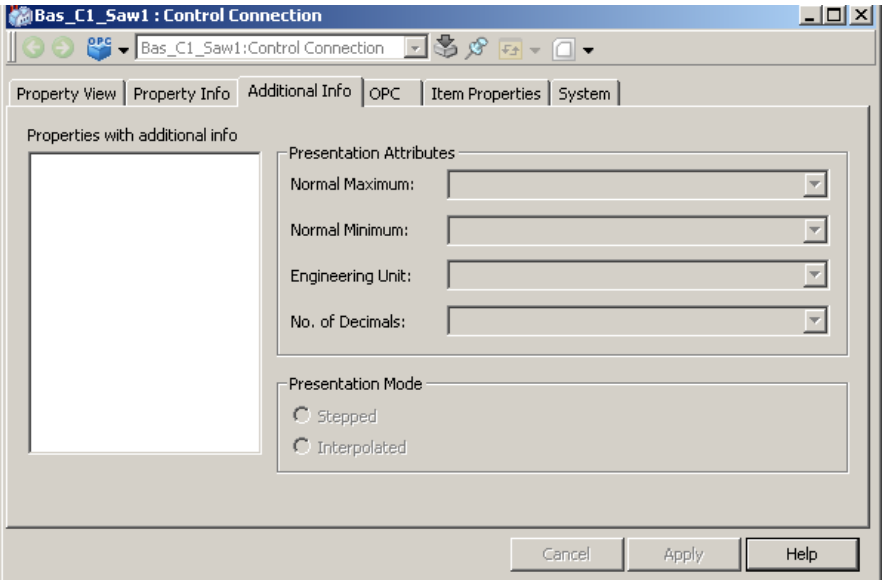 Bas_C1_Saw1 : Control Connection
OPC Bas_C1_Saw1:Control Connection
Property View Property Info Additional Info OPC Item Properties System
Properties with additional info
Presentation Attributes
Normal Maximum:
Normal Minimum:
Engineering Unit:
No. of Decimals:
Presentation Mode
Stepped
Interpolated
Cancel Apply Help